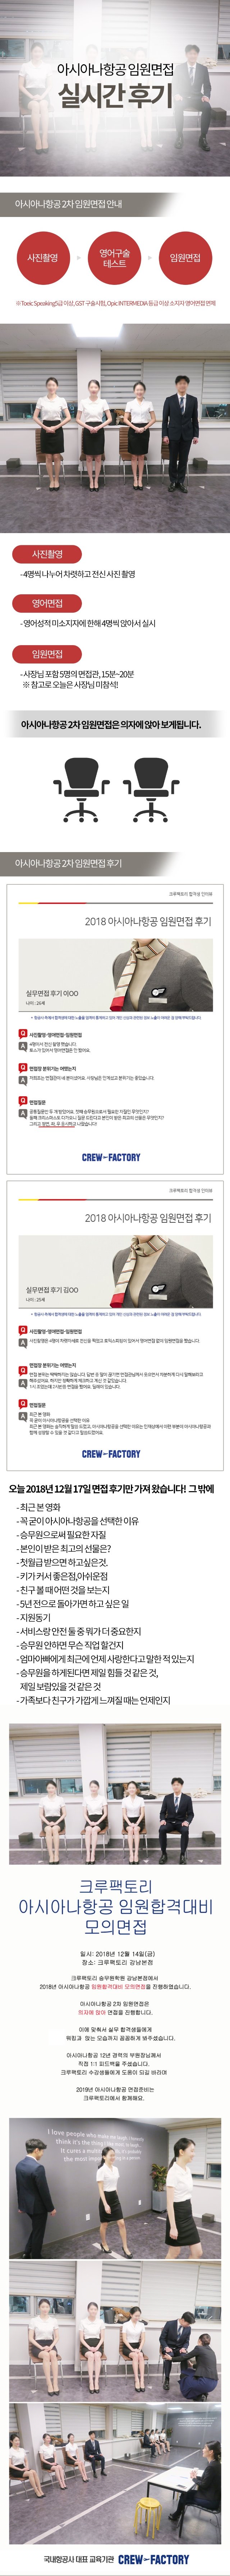 아시아나항공 임원면접
실시간 후기
아시아나항공 2차 임원면접 안내
사진촬영
영어구술
테스트
임원면접
※Toeic Speaking5급 이상, GST 구술시험, Opic INTERMEDIA 등급 이상 소지자 영어면접 면제
사진촬영
- 4명씩 나누어 차렷하고 전신 사진 촬영
영어면접
- 영어성적 미소지자에 한해 4명씩 앉아서 실시
임원면접
- 사장님 포함 5명의 면접관, 15분~20분
※ 참고로 오늘은 사장님 미참석!
아시아나항공 2차 임원면접은 의자에 앉아 보게됩니다.
아시아나항공 2차 임원면접 후기
크루팩토리 합격생 인터뷰
2018 아시아나항공 임원면접 후기
실무면접 후기 이OO
나이 : 26세
Q 사진촬영-영어면접-임원면접
A
Q 면접장 분위기는 어땠는지
A
Q 면접질문
A
CREW FACTORY
크루팩토리 합격생 인터뷰
2018 아시아나항공 임원면접 후기
실무면접 후기 김OO
나이 : 25세
Q 사진촬영-영어면접-임원면접
A
Q 면접장 분위기는 어땠는지
A
Q 면접질문
A 최근 본 영화
꼭 굳이 아시아나항공을 선택한 이유
CREW FACTORY
오늘 2018년 12월 17일 면접 후기만 가져 왔습니다! 그 밖에
- 최근 본 영화
- 꼭 굳이 아시아나항공을 선택한 이유
- 승무원으로써 필요한 자질
- 본인이 받은 최고의 선물은?
- 첫월급 받으면 하고싶은것.
- 키가 커서 좋은점,아쉬운점
- 친구 볼 때 어떤 것을 보는지
- 5년 전으로 돌아가면 하고 싶은 일
- 지원동기
- 서비스랑 안전 둘 중 뭐가 더 중요한지
- 승무원 안하면 무슨 직업 할건지
- 엄마아빠에게 최근에 언제 사랑한다고 말한 적 있는지
- 승무원을 하게된다면 제일 힘들 것 같은 것,
제일 보람있을 것 같은 것
- 가족보다 친구가 가깝게 느껴질 때는 언제인지
크루팩토리
아시아나항공 임원합격대비
모의면접
일시: 2018년 12월 14일(금)
장소: 크루팩토리 강남본점
크루팩토리 승무원학원 강남본점에서
2018년 아시아나항공 임원합격대비 모의면접을 진행하였습니다.
아시아나항공 2차 임원면접은
의자에 앉아 면접을 진행합니다.
이에 맞춰서 실무 합격생들에게
워킹과 앉는 모습까지 꼼꼼하게 봐주셨습니다.
아시아나항공 12년 경력의 부원장님께서
직접 1:1 피드백을 주셨습니다.
크루팩토리 수강생들에게 도움이 되길 바라며
2019년 아시아나항공 면접준비는
크루팩토리에서 함께해요.
I love people who make me laugh. I honestly
think it's the thing I like most, to laugh.
It cures a multitude of ills. It's probably
the most important thing in a person.
국내항공사 대표 교육기관 CREW FACTORY